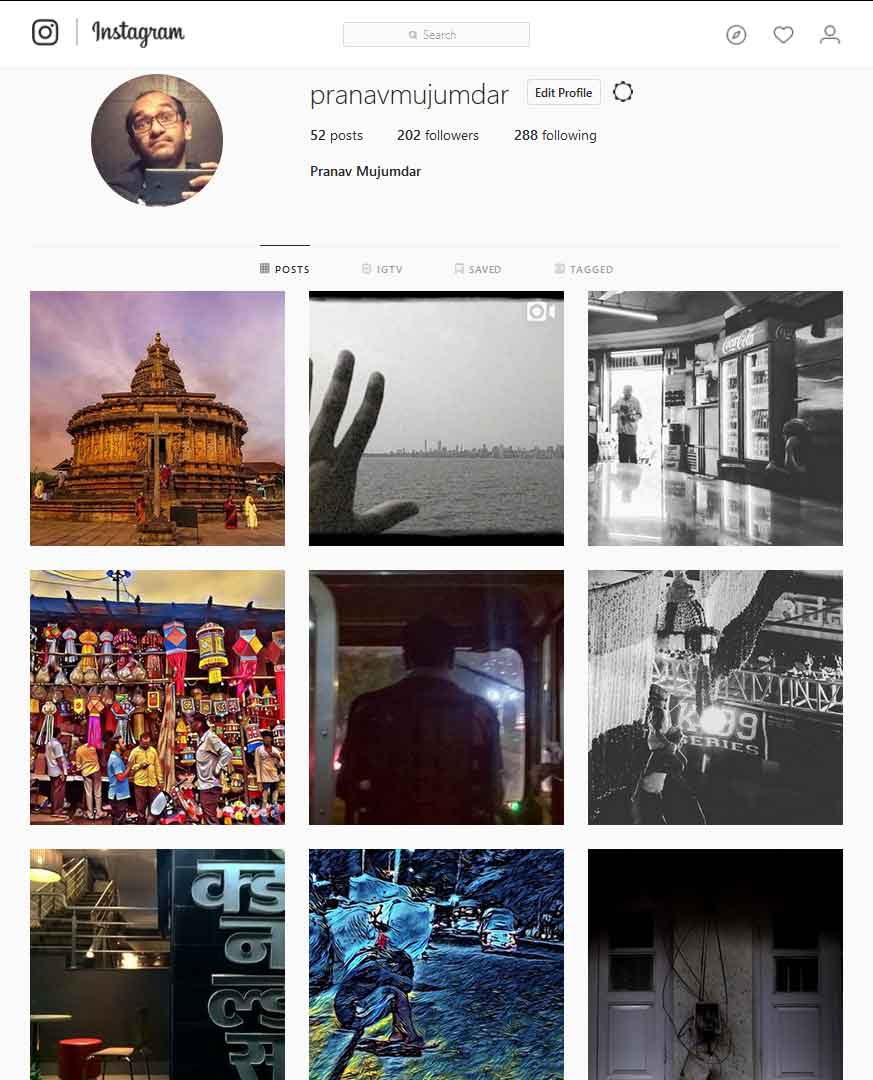 Instagram
Search
pranavmujumdar Edit Profile
52 posts 202 followers 288 following
Pranav Mujumdar
POSTS IGTV SAVED TAGGED
Coca-Cola
SERIES